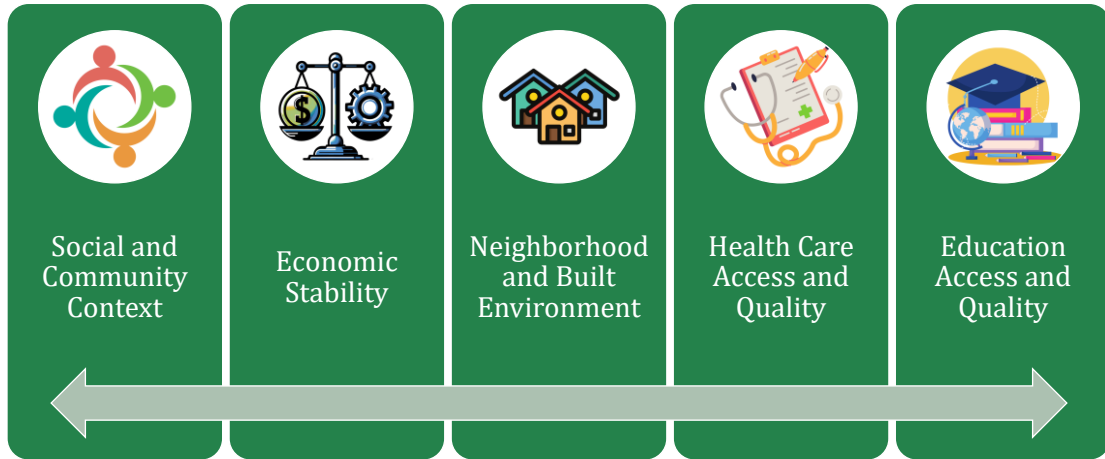 Social and
Community
Context
Economic
Stability
Neighborhood
and Built
Environment
Health Care
Access and
Quality
Education
Access and
Quality
$